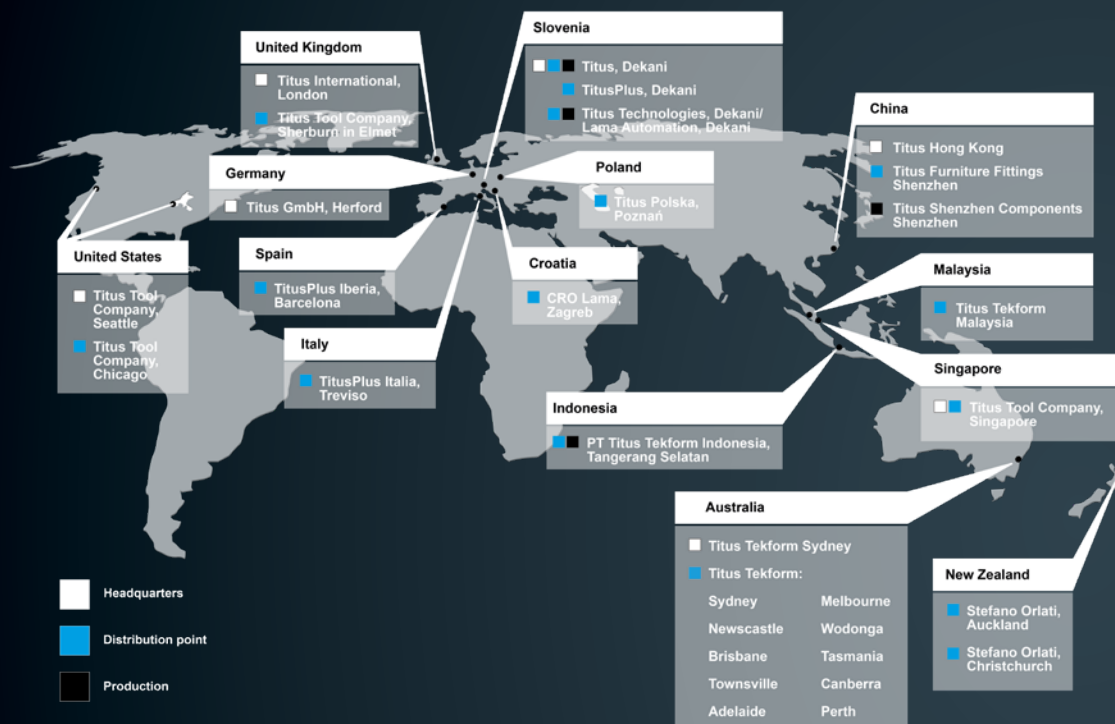 United Kingdom
Titus International,
London
Titus Tool Company,
Sherburn in Elmet
Slovenia
Titus, Dekani
TitusPlus, Dekani
Titus Technologies, Dekani/
Lama Automation, Dekani
China
Titus Hong Kong
Titus Furniture Fittings
Shenzhen
Titus Shenzhen Components
Shenzhen
Germany
Titus GmbH, Herford
Poland
Titus Polska,
Poznań
United States
Titus Tool
Company,
Seattle
Titus Tool
Company,
Chicago
Spain
TitusPlus Iberia,
Barcelona
Croatia
CRO Lama,
Zagreb
Malaysia
Titus Tekform
Malaysia
Italy
TitusPlus Italia,
Treviso
Singapore
Titus Tool Company,
Singapore
Indonesia
PT Titus Tekform Indonesia,
Tangerang Selatan
Australia
Titus Tekform Sydney
Titus Tekform:
Sydney Melbourne
Newscastle Wodonga
Brisbane Tasmania
Townsville Canberra
Adelaide Perth
New Zealand
Stefano Orlati,
Auckland
Stefano Orlati,
Christchurch
Headquarters
Distribution point
Production